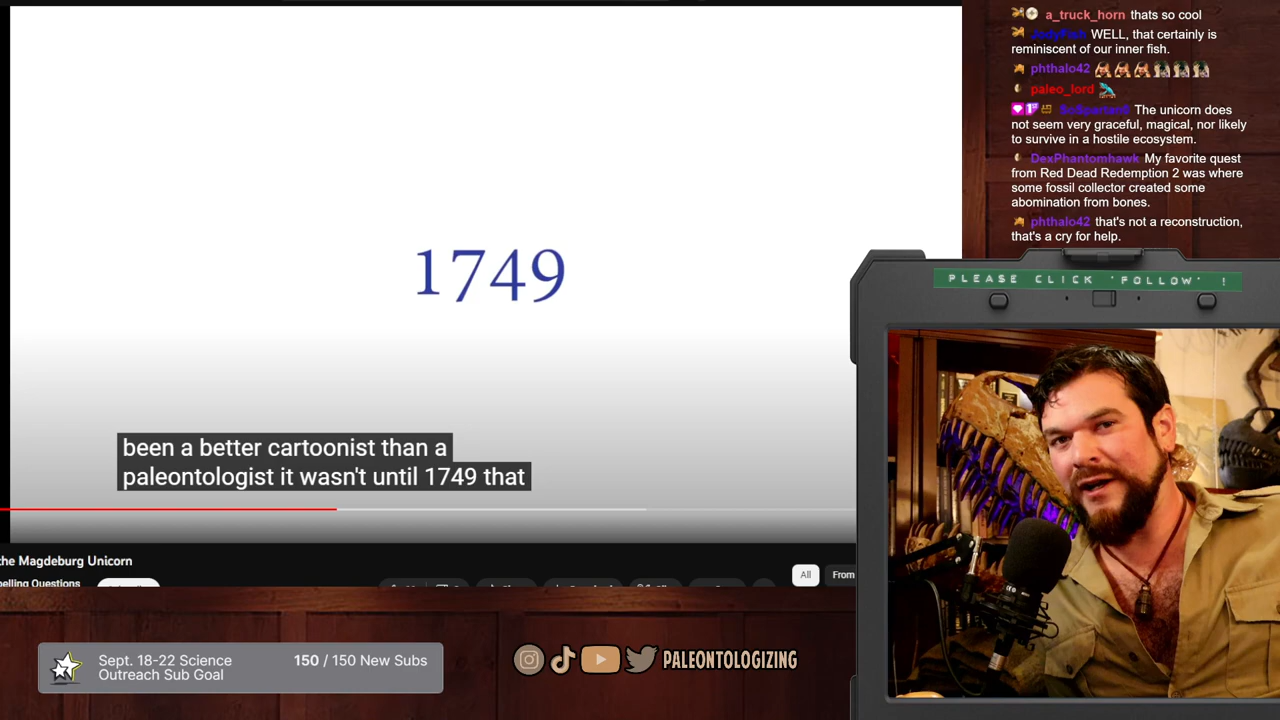 1749
been a better cartoonist than a
paleontologist it wasn't until 1749 that
the Magdeburg Unicorn
All
From
Sept. 18-22 Science
Outreach Sub Goal
150 / 150 New Subs
PALEONTOLOGIZING
a_truck_horn thats so cool
JodyFish WELL, that certainly is
reminiscent of our inner fish.
phthalo42
paleo_lord
The unicorn does
not seem very graceful, magical, nor likely
to survive in a hostile ecosystem.
DexPhantomhawk My favorite quest
from Red Dead Redemption 2 was where
some fossil collector created some
abomination from bones.
phthalo42 that's not a reconstruction,
that's a cry for help.
PLEASE CLICK 'FOLLOW' !